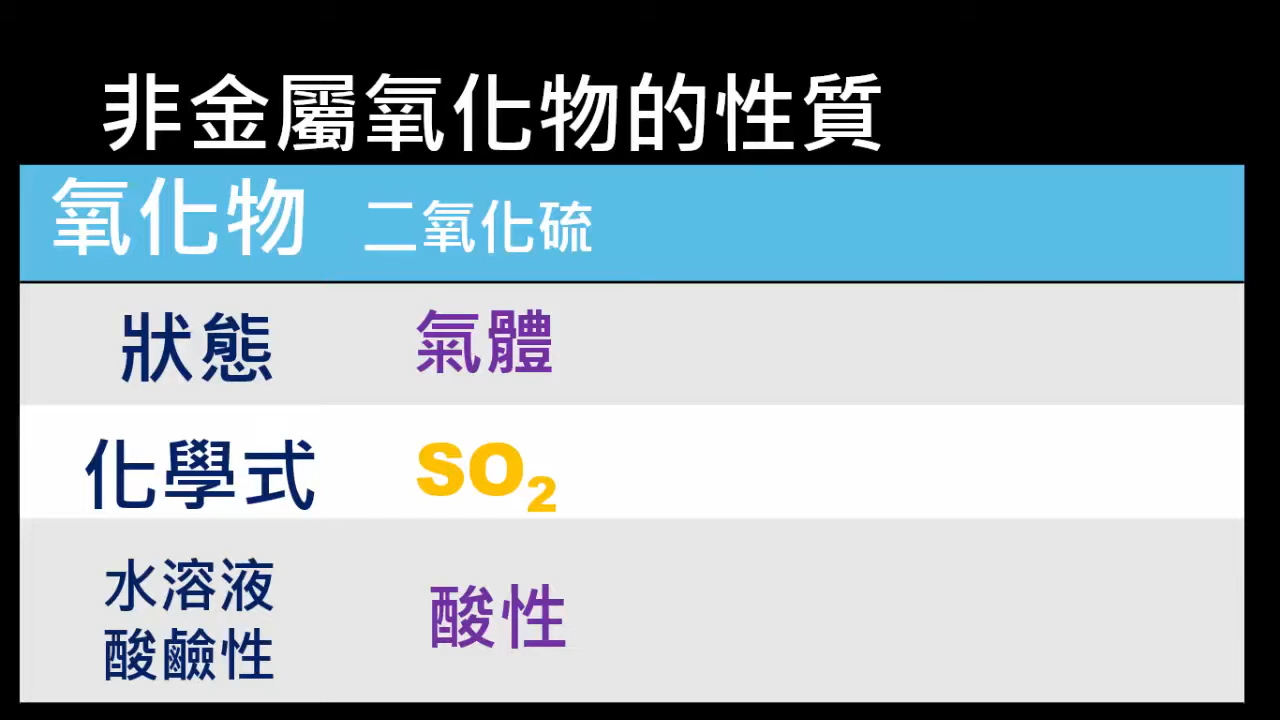 非金屬氧化物的性質
氧化物 二氧化硫
狀態 氣體
化學式 SO₂
水溶液
酸鹼性 酸性